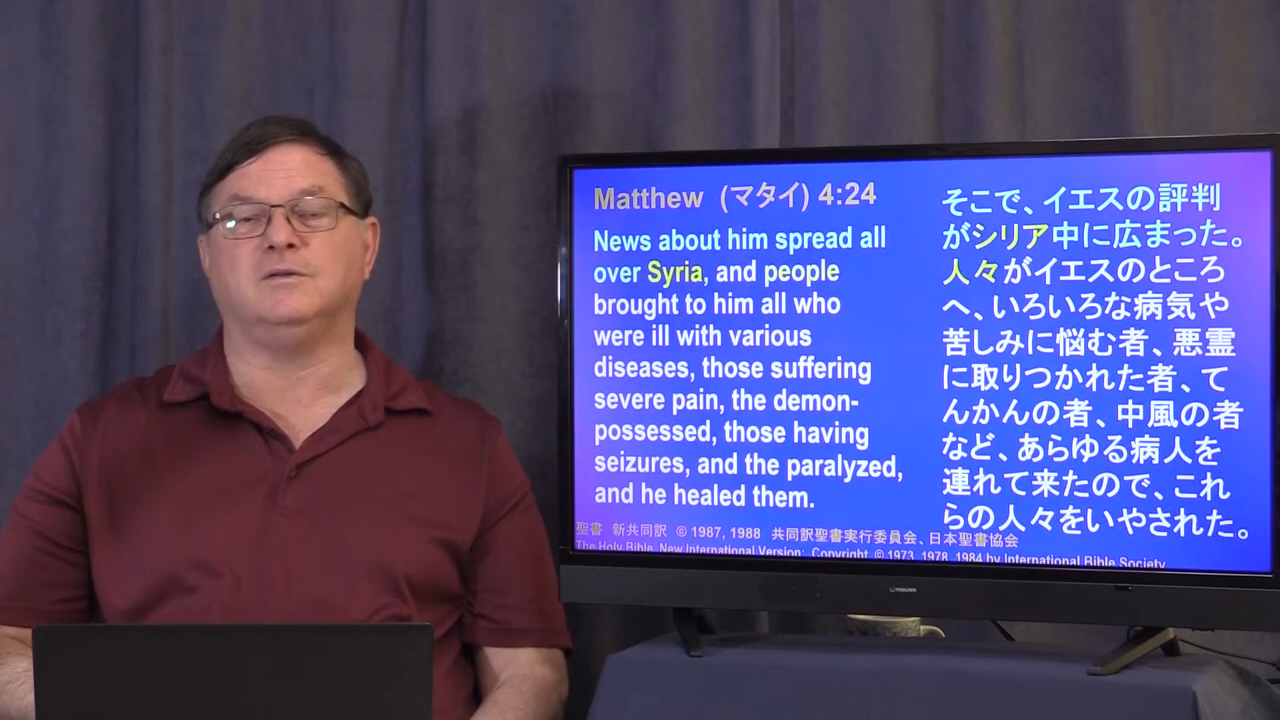 Matthew (マタイ) 4:24
News about him spread all
over Syria, and people
brought to him all who
were ill with various
diseases, those suffering
severe pain, the demon-
possessed, those having
seizures, and the paralyzed,
and he healed them.
そこで、イエスの評判
がシリア中に広まった。
人々がイエスのところ
へ、いろいろな病気や
苦しみに悩む者、悪霊
に取りつかれた者、て
んかんの者、中風の者
など、あらゆる病人を
連れて来たので、これ
らの人々をいやされた。
聖書 新共同訳 © 1987, 1988 共同訳聖書実行委員会、日本聖書協会
The Holy Bible, New International Version; Copyright © 1973, 1978, 1984 by International Bible Society